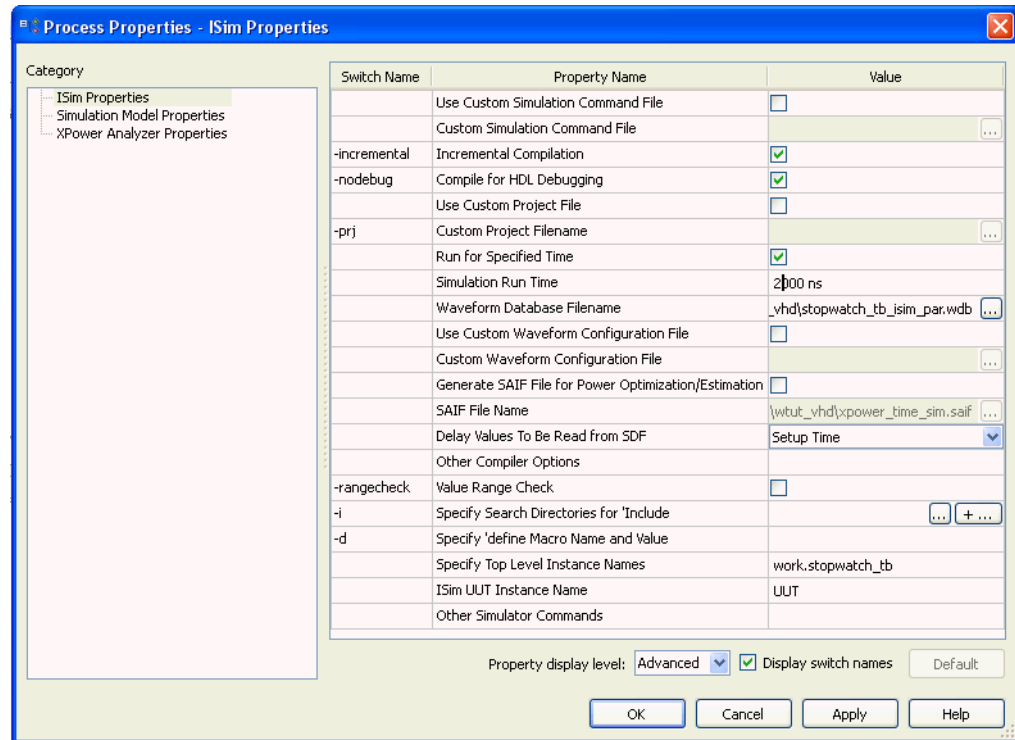 Process Properties - ISim Properties
Category
ISim Properties
Simulation Model Properties
XPower Analyzer Properties
Switch Name Property Name Value
Use Custom Simulation Command File
Custom Simulation Command File ...
-incremental Incremental Compilation
-nodebug Compile for HDL Debugging
Use Custom Project File
-prj Custom Project Filename ...
Run for Specified Time
Simulation Run Time 2000 ns
Waveform Database Filename _vhd\stopwatch_tb_isim_par.wdb ...
Use Custom Waveform Configuration File
Custom Waveform Configuration File ...
Generate SAIF File for Power Optimization/Estimation
SAIF File Name \wtut_vhd\xpower_time_sim.saif ...
Delay Values To Be Read from SDF Setup Time
Other Compiler Options
-rangecheck Value Range Check
-i Specify Search Directories for 'Include ... + ...
-d Specify 'define Macro Name and Value
Specify Top Level Instance Names work.stopwatch_tb
ISim UUT Instance Name UUT
Other Simulator Commands
Property display level: Advanced Display switch names Default
OK Cancel Apply Help